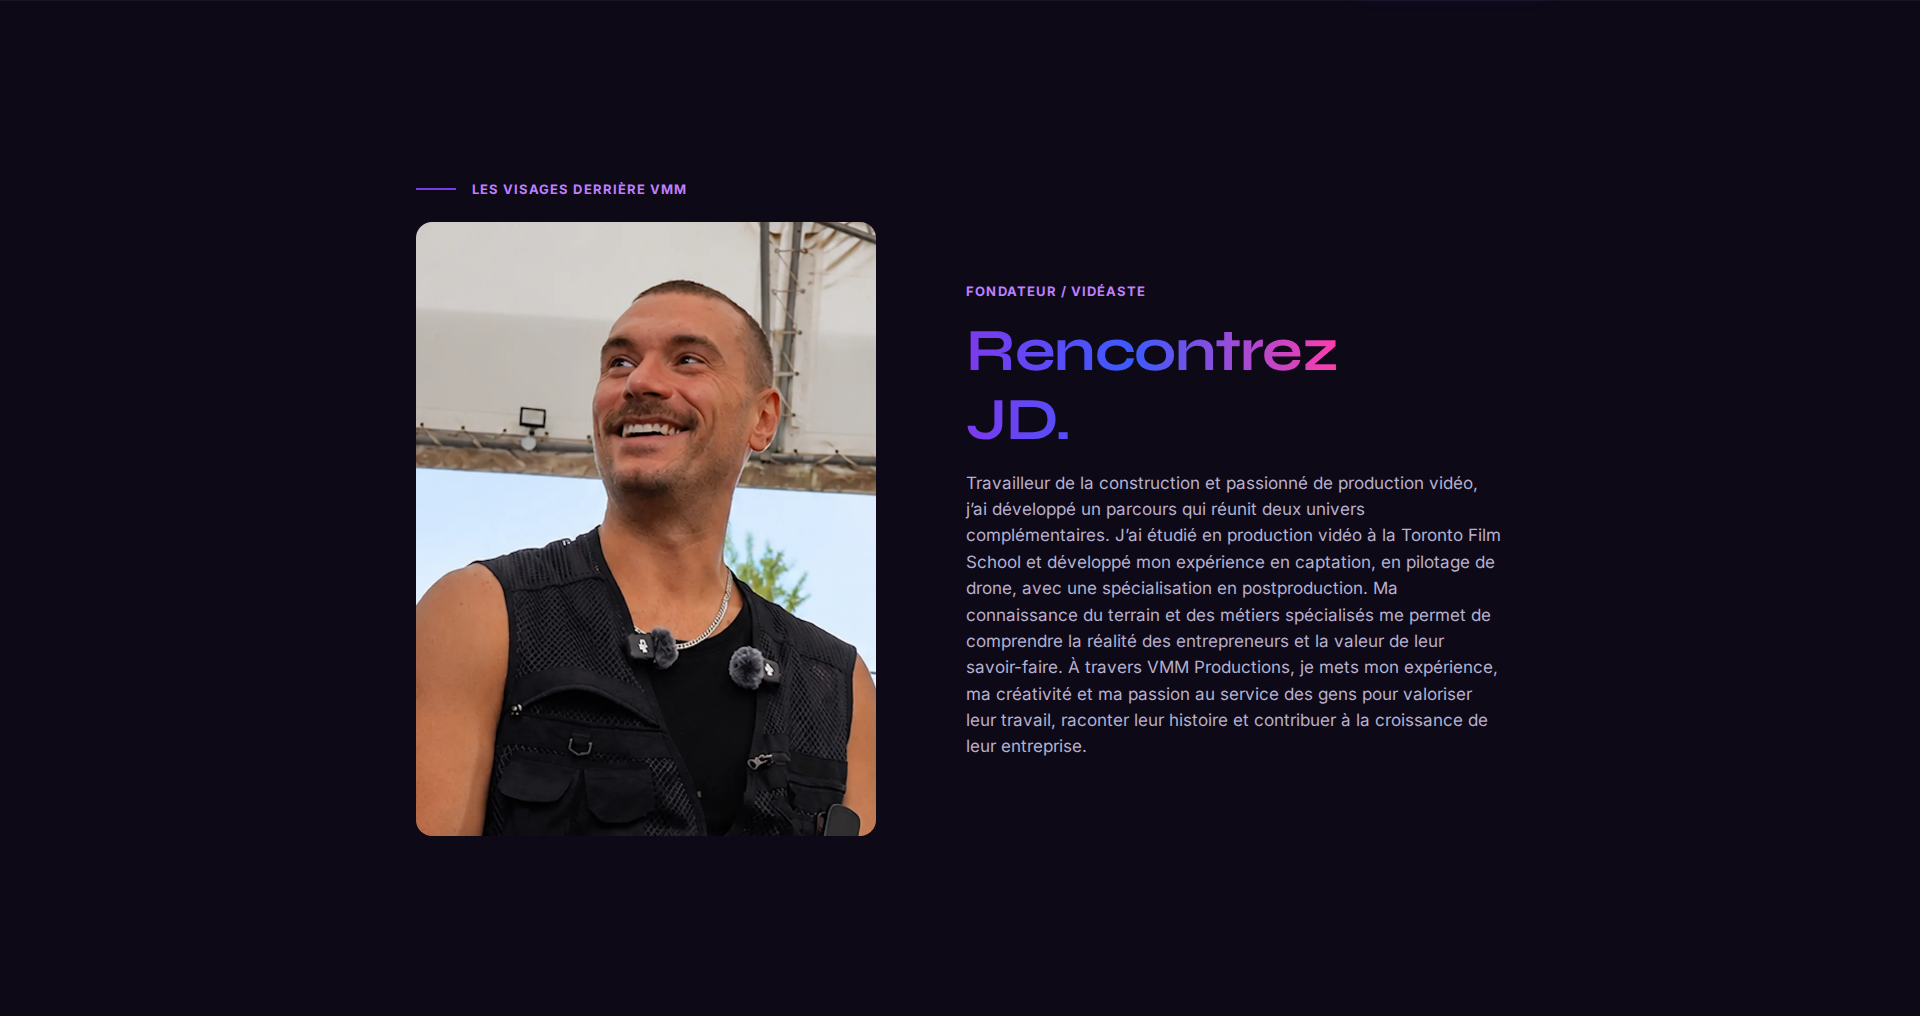 LES VISAGES DERRIÈRE VMM
FONDATEUR / VIDÉASTE
Rencontrez
JD.
Travailleur de la construction et passionné de production vidéo,
j’ai développé un parcours qui réunit deux univers
complémentaires. J’ai étudié en production vidéo à la Toronto Film
School et développé mon expérience en captation, en pilotage de
drone, avec une spécialisation en postproduction. Ma
connaissance du terrain et des métiers spécialisés me permet de
comprendre la réalité des entrepreneurs et la valeur de leur
savoir-faire. À travers VMM Productions, je mets mon expérience,
ma créativité et ma passion au service des gens pour valoriser
leur travail, raconter leur histoire et contribuer à la croissance de
leur entreprise.